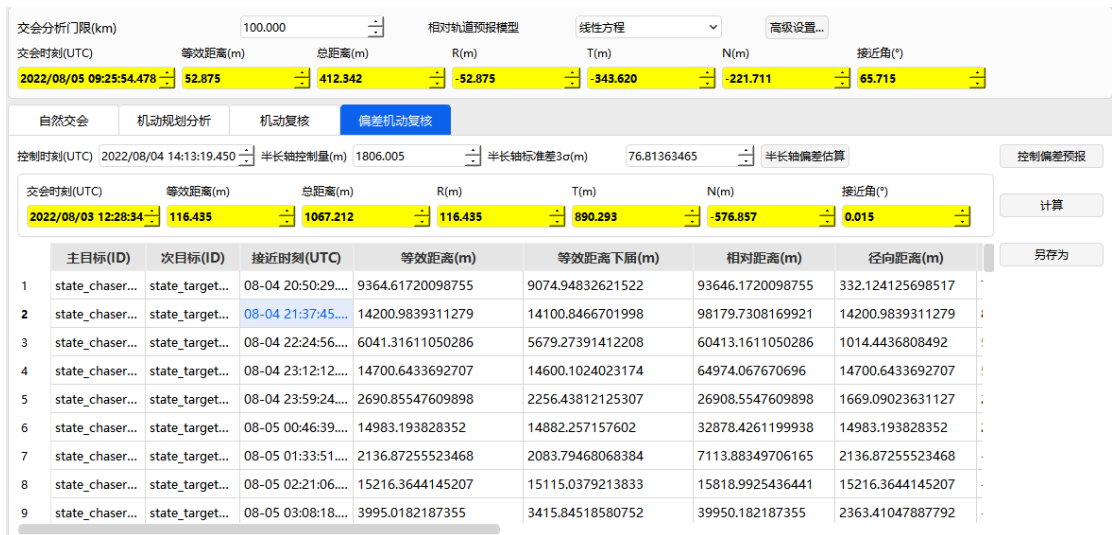 交会分析门限(km) 100.000 相对轨道预报模型 线性方程 高级设置...
交会时刻(UTC) 等效距离(m) 总距离(m) R(m) T(m) N(m) 接近角(°)
2022/08/05 09:25:54.478 52.875 412.342 -52.875 -343.620 -221.711 65.715
自然交会 机动规划分析 机动复核 偏差机动复核
控制时刻(UTC) 2022/08/04 14:13:19.450 半长轴控制量(m) 1806.005 半长轴标准差3σ(m) 76.81363465 半长轴偏差估算 控制偏差预报
交会时刻(UTC) 等效距离(m) 总距离(m) R(m) T(m) N(m) 接近角(°)
2022/08/03 12:28:34 116.435 1067.212 116.435 890.293 -576.857 0.015 计算
主目标(ID) 次目标(ID) 接近时刻(UTC) 等效距离(m) 等效距离下届(m) 相对距离(m) 径向距离(m) 另存为
1 state_chaser... state_target... 08-04 20:50:29.... 9364.61720098755 9074.94832621522 93646.1720098755 332.124125698517
2 state_chaser... state_target... 08-04 21:37:45.... 14200.9839311279 14100.8466701998 98179.7308169921 14200.9839311279
3 state_chaser... state_target... 08-04 22:24:56.... 6041.31611050286 5679.27391412208 60413.1611050286 1014.4436808492
4 state_chaser... state_target... 08-04 23:12:12.... 14700.6433692707 14600.1024023174 64974.067670696 14700.6433692707
5 state_chaser... state_target... 08-04 23:59:24.... 2690.85547609898 2256.43812125307 26908.5547609898 1669.09023631127
6 state_chaser... state_target... 08-05 00:46:39.... 14983.193828352 14882.257157602 32878.4261199938 14983.193828352
7 state_chaser... state_target... 08-05 01:33:51.... 2136.87255523468 2083.79468068384 7113.88349706165 2136.87255523468
8 state_chaser... state_target... 08-05 02:21:06.... 15216.3644145207 15115.0379213833 15818.9925436441 15216.3644145207
9 state_chaser... state_target... 08-05 03:08:18.... 3995.0182187355 3415.84518580752 39950.182187355 2363.41047887792